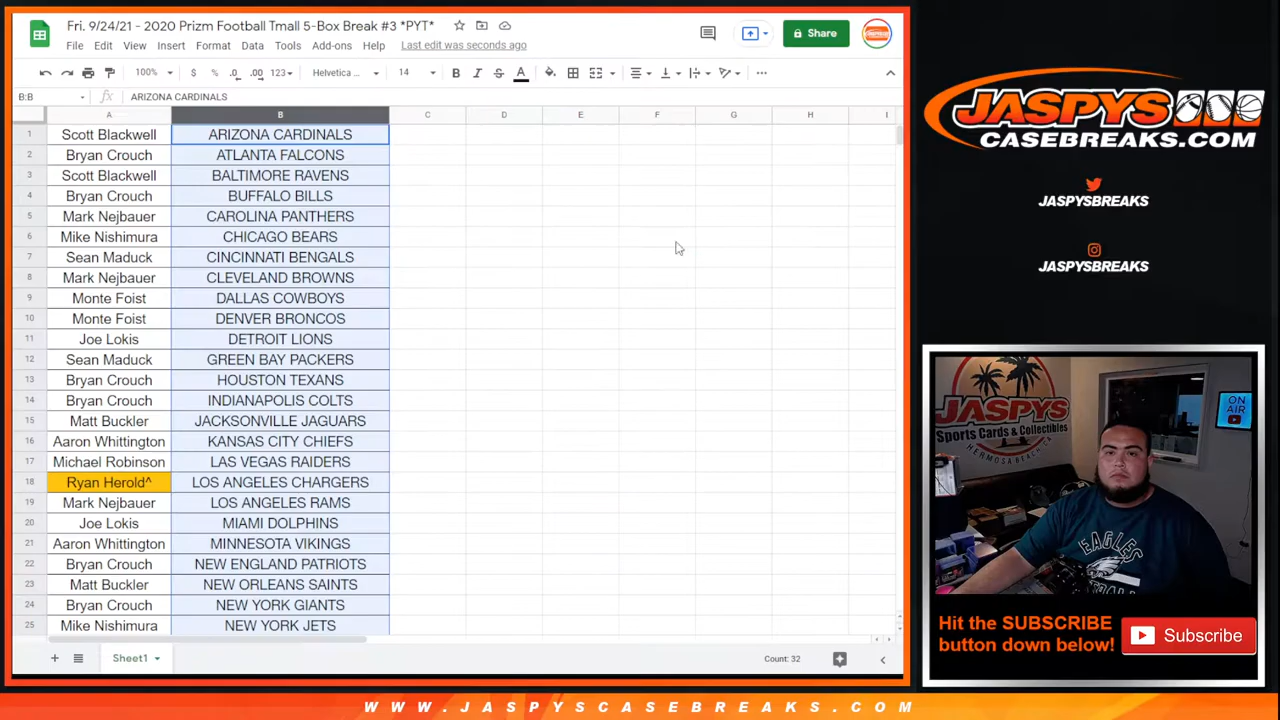 Fri. 9/24/21 - 2020 Prizm Football Tmall 5-Box Break #3 *PYT*
File Edit View Insert Format Data Tools Add-ons Help Last edit was seconds ago
Share
100% $ % .0 .00 123 Helvetica ... 14 B I S A
B:B fx ARIZONA CARDINALS
A B C D E F G H I
1 Scott Blackwell ARIZONA CARDINALS
2 Bryan Crouch ATLANTA FALCONS
3 Scott Blackwell BALTIMORE RAVENS
4 Bryan Crouch BUFFALO BILLS
5 Mark Nejbauer CAROLINA PANTHERS
6 Mike Nishimura CHICAGO BEARS
7 Sean Maduck CINCINNATI BENGALS
8 Mark Nejbauer CLEVELAND BROWNS
9 Monte Foist DALLAS COWBOYS
10 Monte Foist DENVER BRONCOS
11 Joe Lokis DETROIT LIONS
12 Sean Maduck GREEN BAY PACKERS
13 Bryan Crouch HOUSTON TEXANS
14 Bryan Crouch INDIANAPOLIS COLTS
15 Matt Buckler JACKSONVILLE JAGUARS
16 Aaron Whittington KANSAS CITY CHIEFS
17 Michael Robinson LAS VEGAS RAIDERS
18 Ryan Herold^ LOS ANGELES CHARGERS
19 Mark Nejbauer LOS ANGELES RAMS
20 Joe Lokis MIAMI DOLPHINS
21 Aaron Whittington MINNESOTA VIKINGS
22 Bryan Crouch NEW ENGLAND PATRIOTS
23 Matt Buckler NEW ORLEANS SAINTS
24 Bryan Crouch NEW YORK GIANTS
25 Mike Nishimura NEW YORK JETS
Sheet1
Count: 32
JASPYS
CASEBREAKS.COM
JASPYSBREAKS
JASPYSBREAKS
JASPYS
Sports Cards & Collectibles
HERMOSA BEACH, CA
ON
AIR
EAGLES
Hit the SUBSCRIBE
button down below!
Subscribe
WWW.JASPYSCASEBREAKS.COM